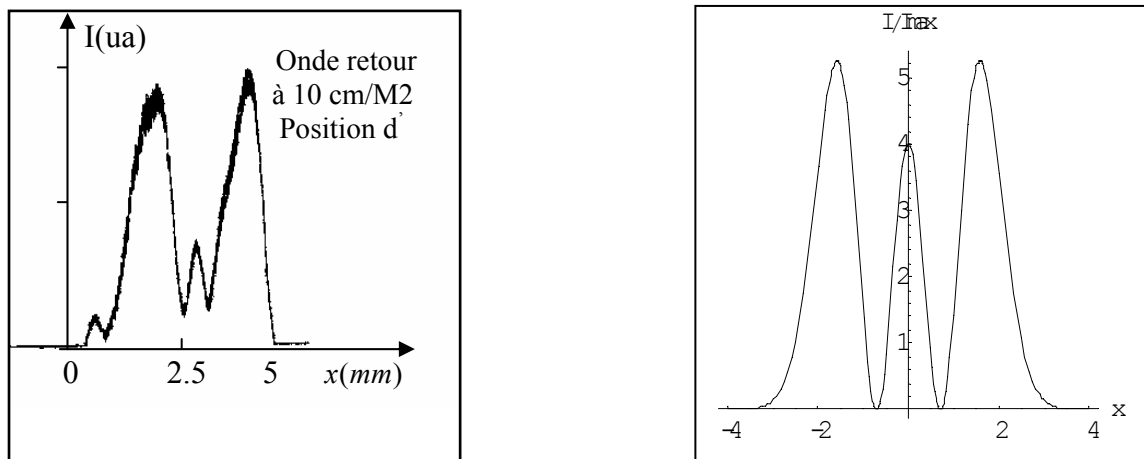 I(ua)
Onde retour
à 10 cm/M2
Position d'
0
2.5
5
x(mm)
I/Imax
5
4
3
2
1
-4
-2
2
4
x